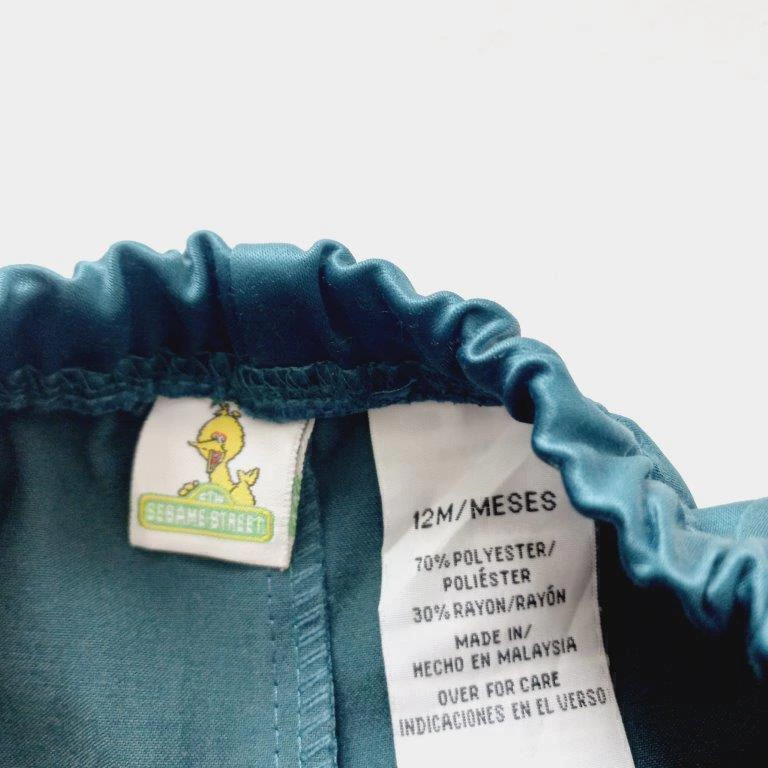 5TH
SESAME STREET
12M/MESES
70% POLYESTER/
POLIÉSTER
30% RAYON/RAYÓN
MADE IN/
HECHO EN MALAYSIA
OVER FOR CARE
INDICACIONES EN EL VERSO